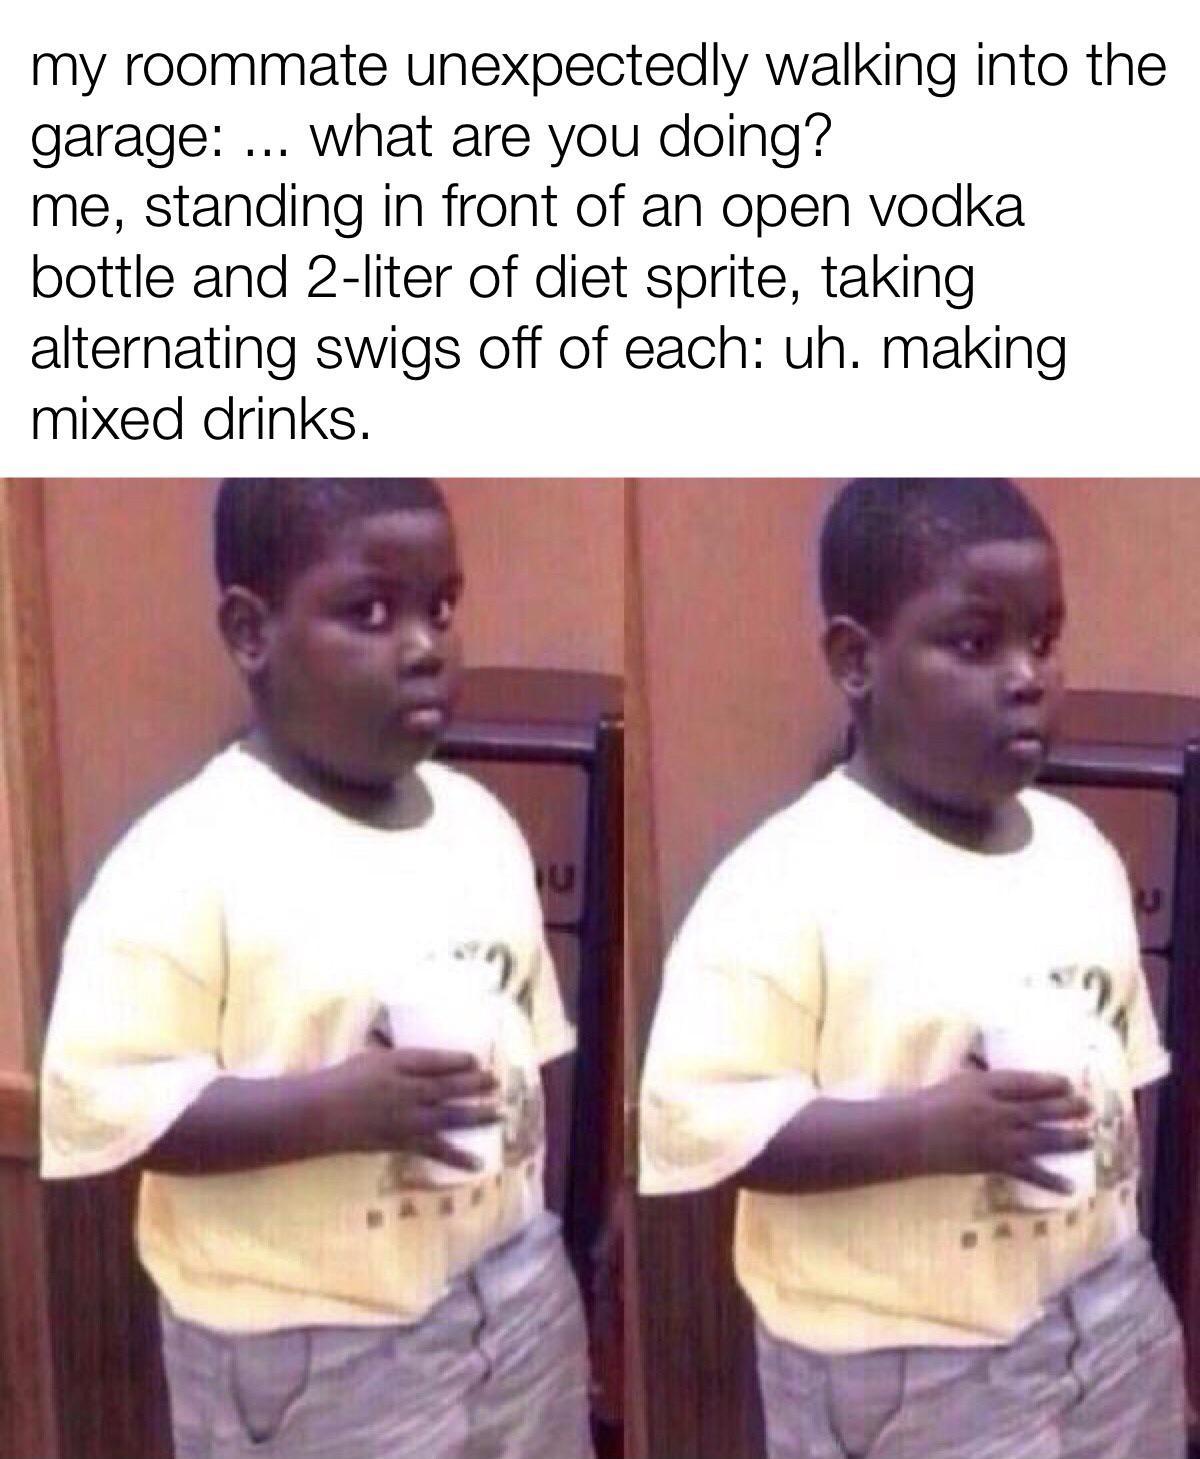 my roommate unexpectedly walking into the
garage: ... what are you doing?
me, standing in front of an open vodka
bottle and 2-liter of diet sprite, taking
alternating swigs off of each: uh. making
mixed drinks.
U
U